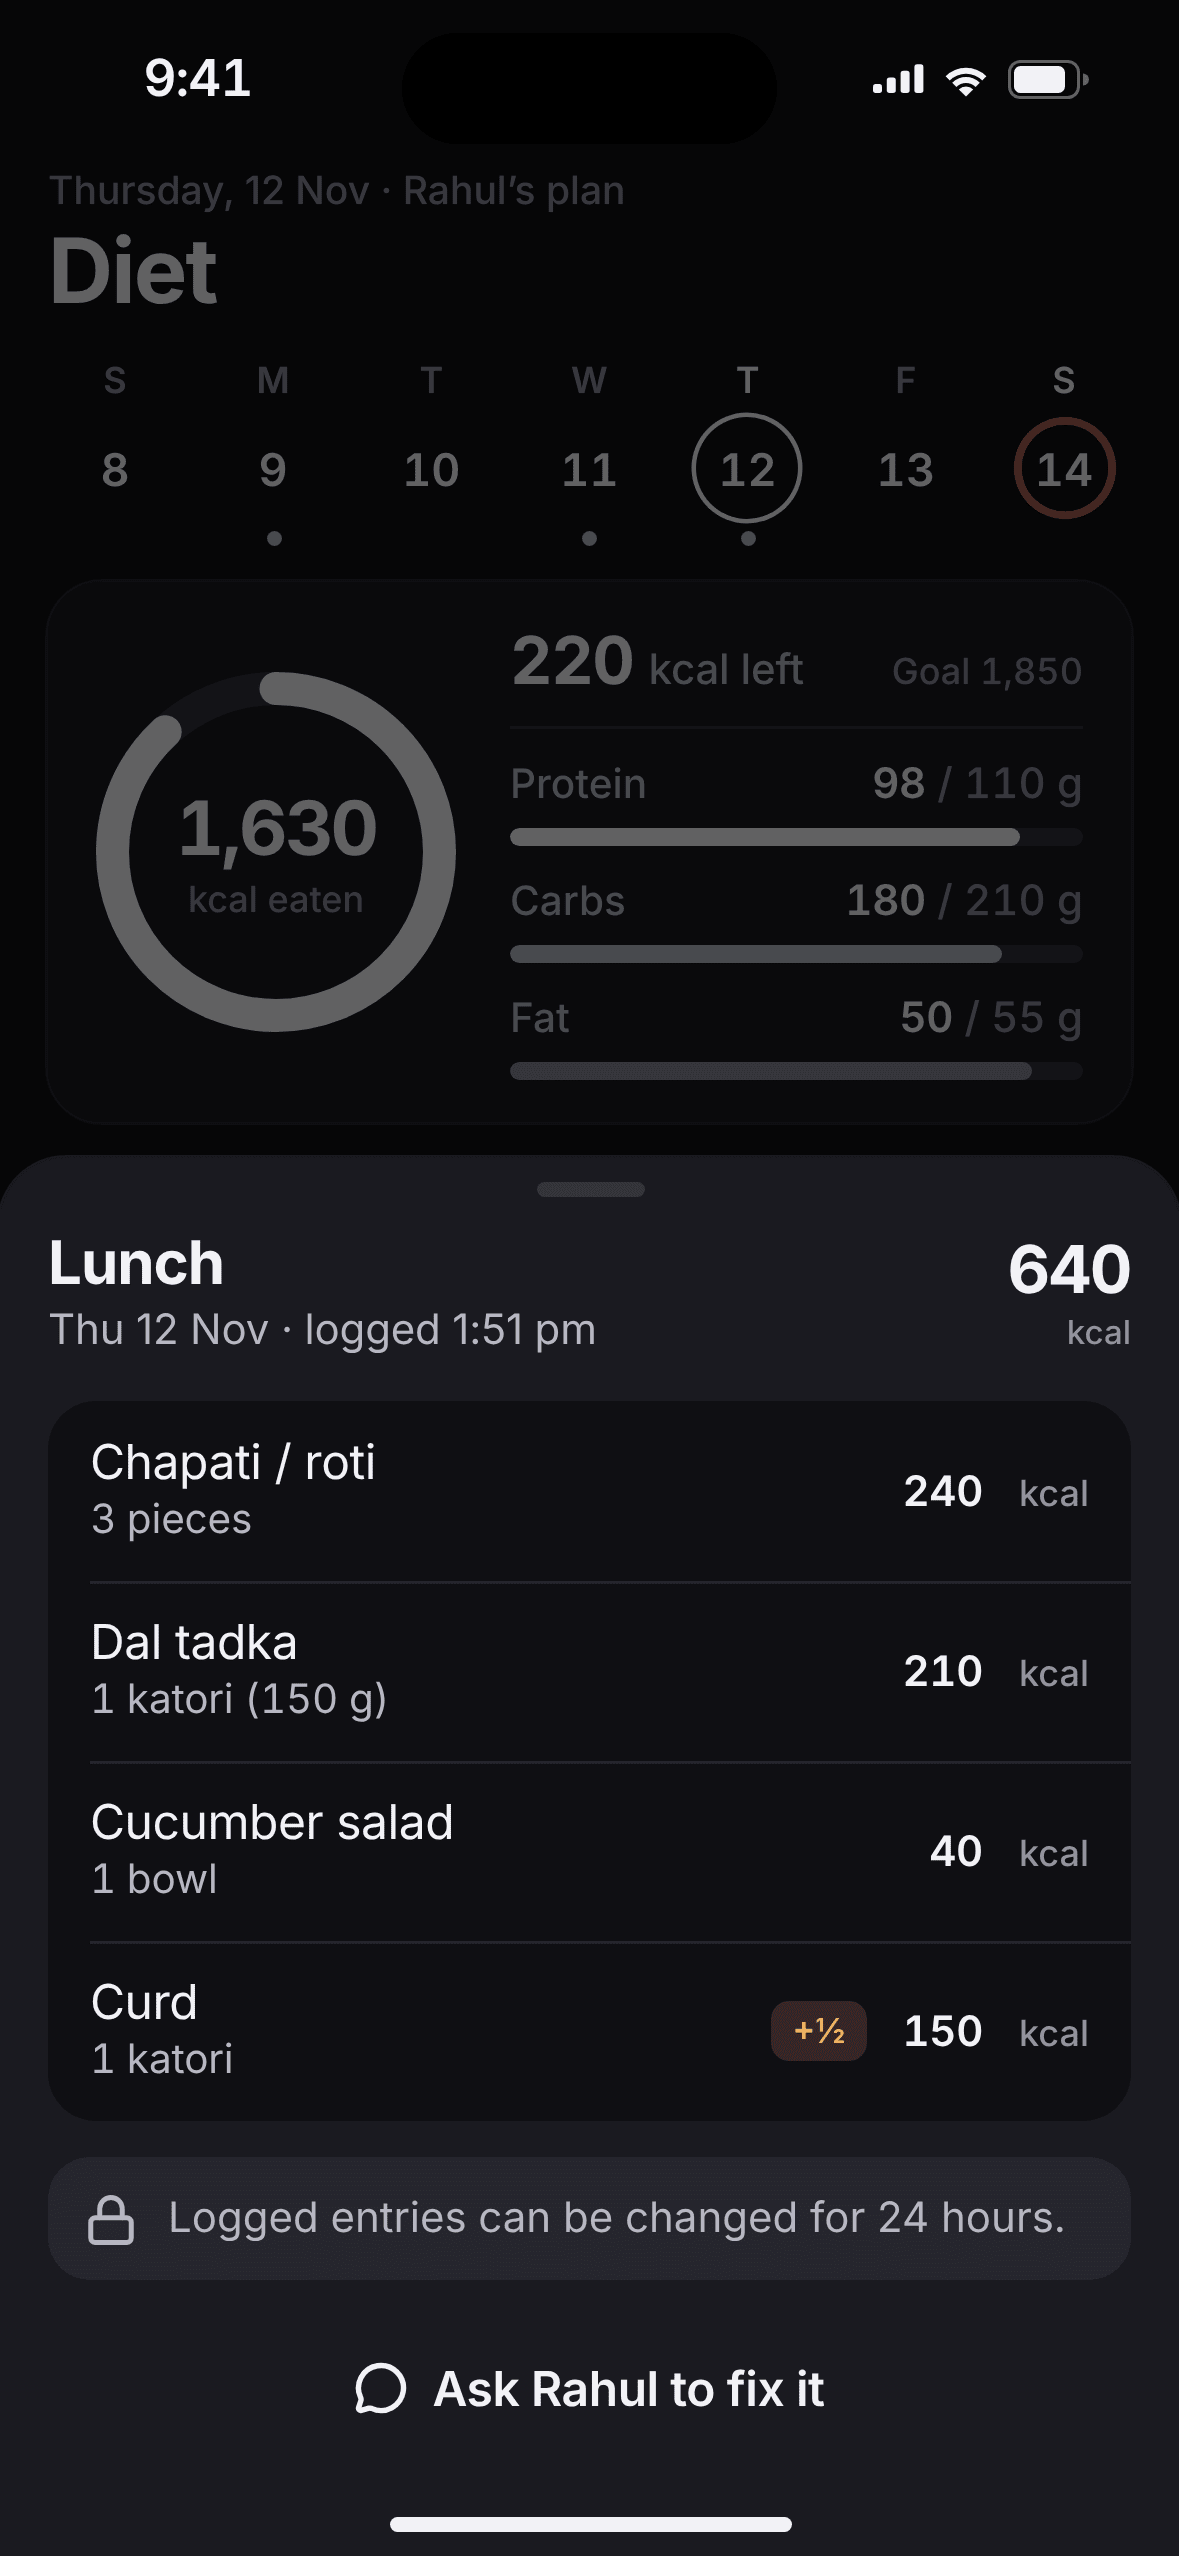 9:41
Thursday, 12 Nov · Rahul’s plan
Diet
S M T W T F S
8 9 10 11 12 13 14
220 kcal left Goal 1,850
1,630
kcal eaten
Protein 98 / 110 g
Carbs 180 / 210 g
Fat 50 / 55 g
Lunch 640
Thu 12 Nov · logged 1:51 pm kcal
Chapati / roti
3 pieces
240 kcal
Dal tadka
1 katori (150 g)
210 kcal
Cucumber salad
1 bowl
40 kcal
Curd
1 katori
+½ 150 kcal
Logged entries can be changed for 24 hours.
Ask Rahul to fix it